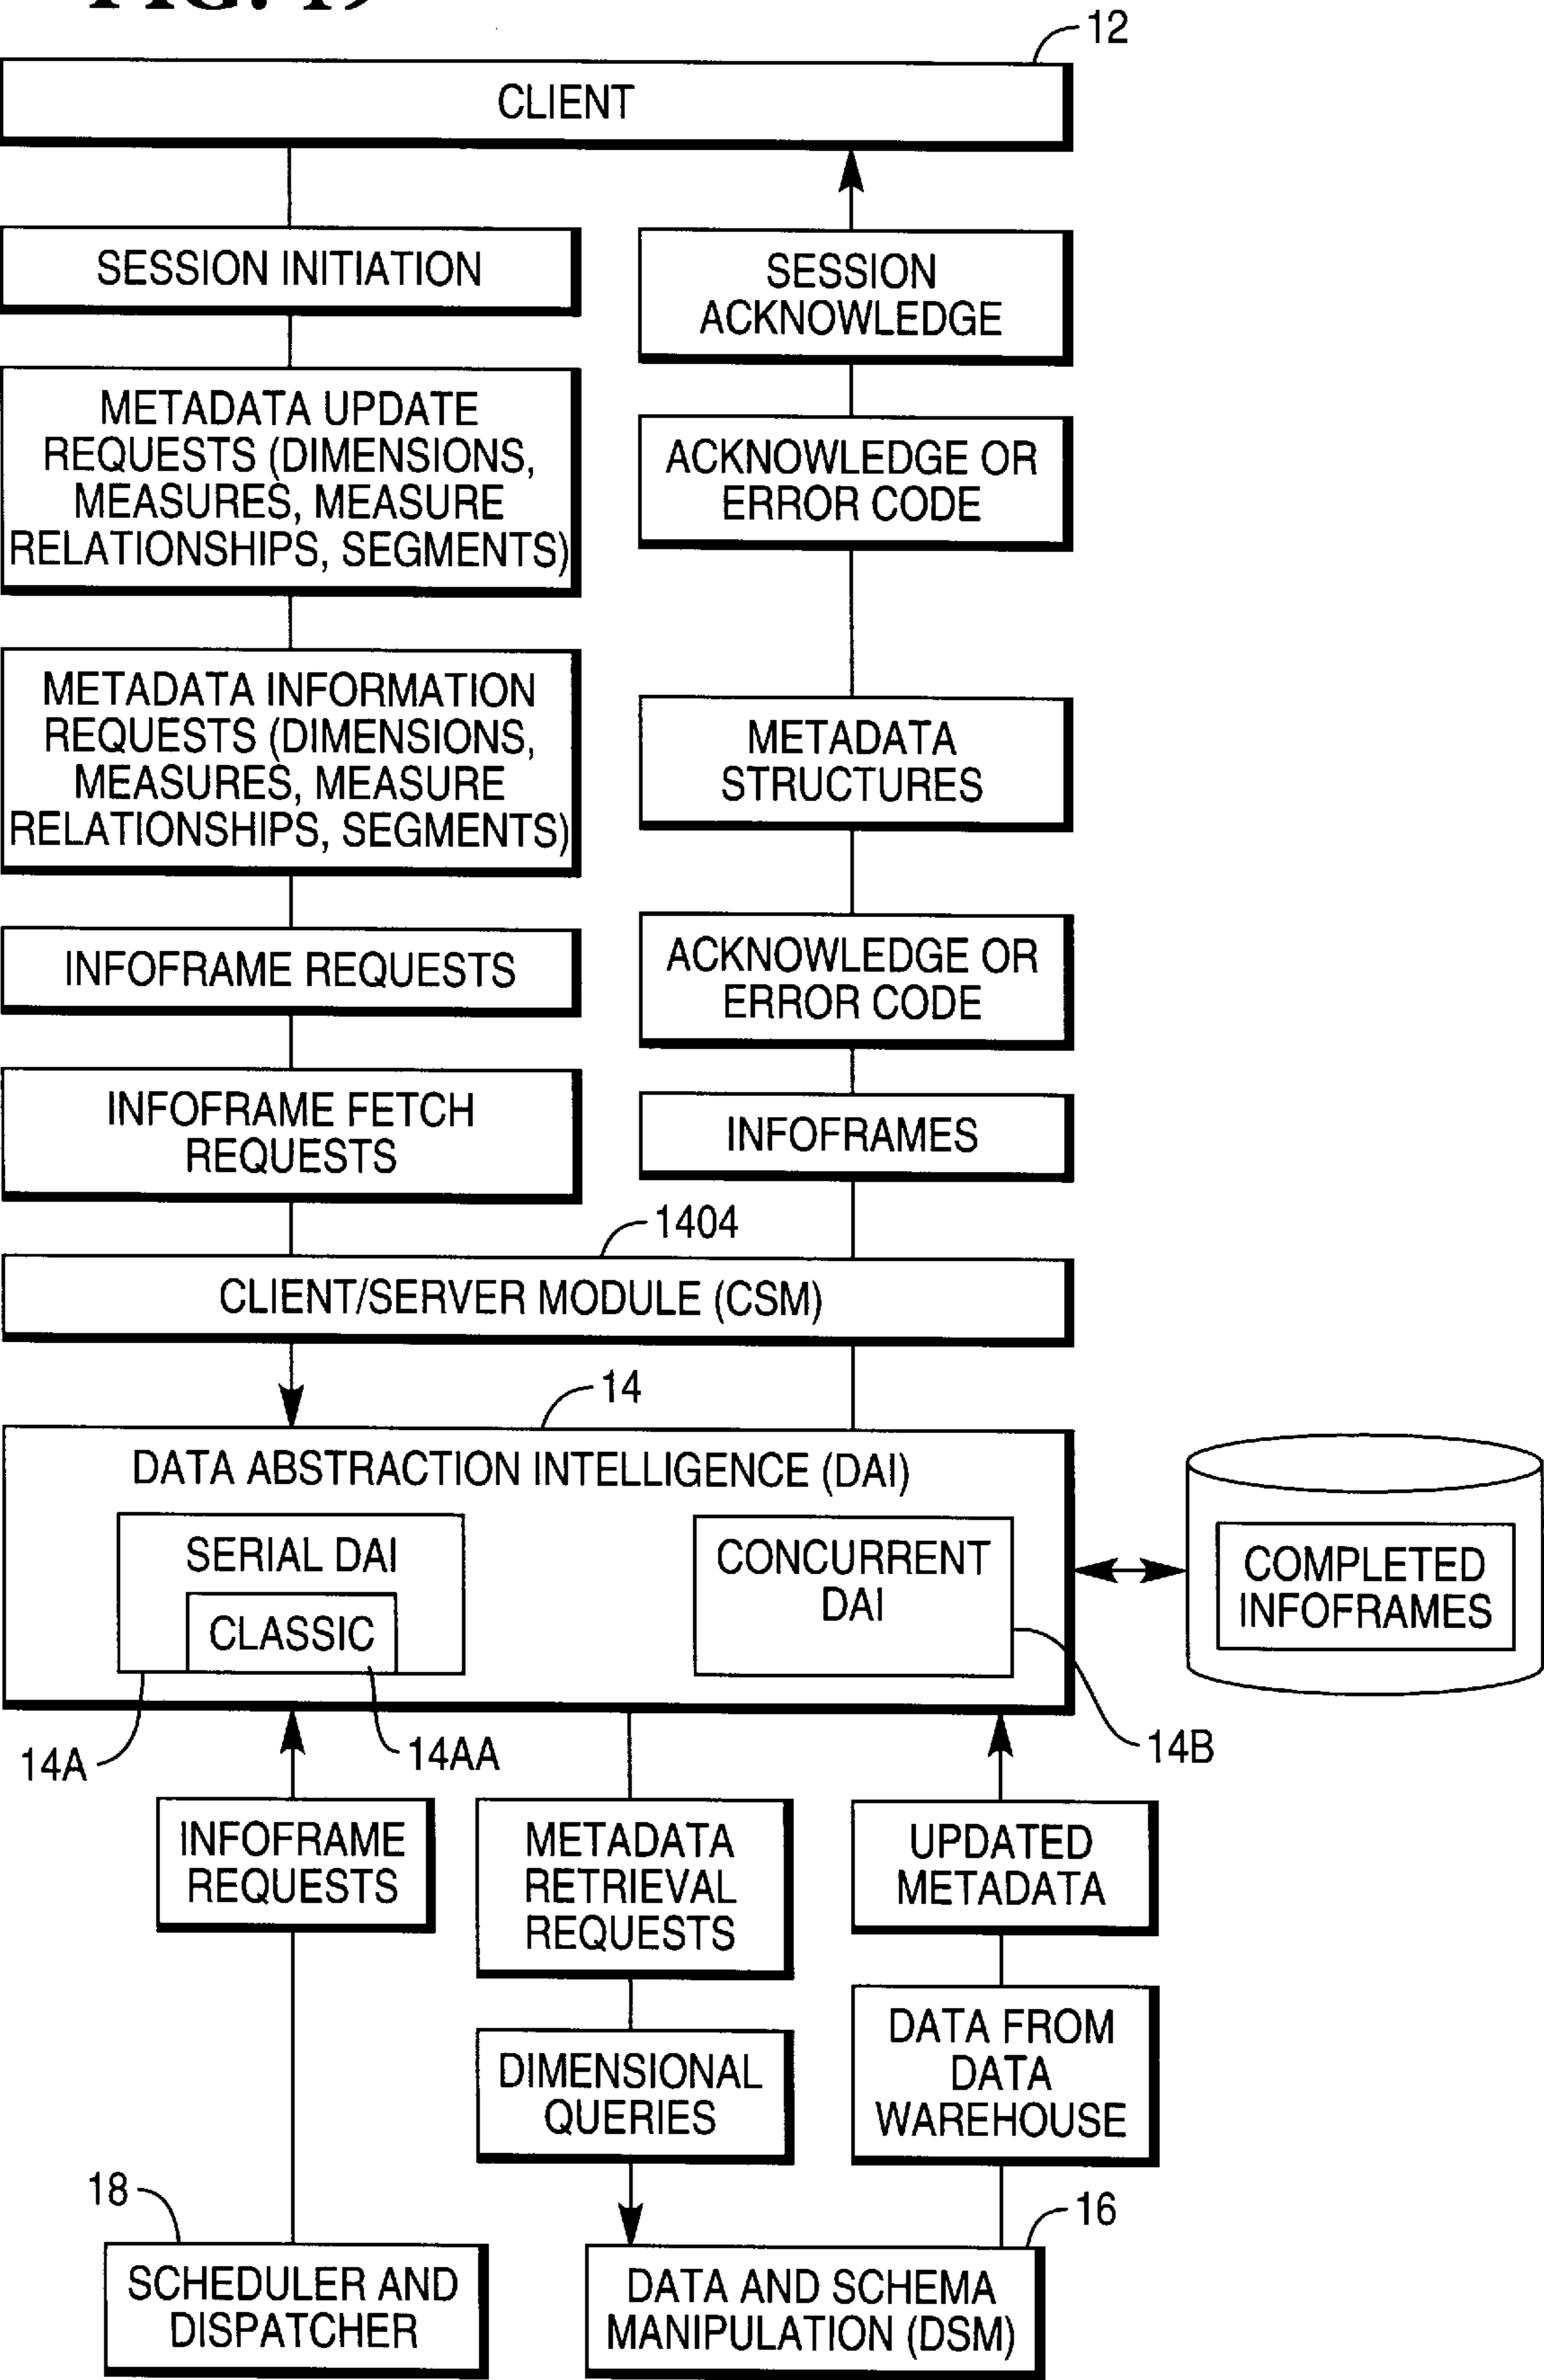 12
CLIENT
SESSION INITIATION
METADATA UPDATE
REQUESTS (DIMENSIONS,
MEASURES, MEASURE
RELATIONSHIPS, SEGMENTS)
METADATA INFORMATION
REQUESTS (DIMENSIONS,
MEASURES, MEASURE
RELATIONSHIPS, SEGMENTS)
INFOFRAME REQUESTS
INFOFRAME FETCH
REQUESTS
SESSION
ACKNOWLEDGE
ACKNOWLEDGE OR
ERROR CODE
METADATA
STRUCTURES
ACKNOWLEDGE OR
ERROR CODE
INFOFRAMES
1404
CLIENT/SERVER MODULE (CSM)
14
DATA ABSTRACTION INTELLIGENCE (DAI)
SERIAL DAI
CLASSIC
CONCURRENT
DAI
COMPLETED
INFOFRAMES
14A
14AA
14B
INFOFRAME
REQUESTS
METADATA
RETRIEVAL
REQUESTS
UPDATED
METADATA
DIMENSIONAL
QUERIES
DATA FROM
DATA
WAREHOUSE
18
16
SCHEDULER AND
DISPATCHER
DATA AND SCHEMA
MANIPULATION (DSM)